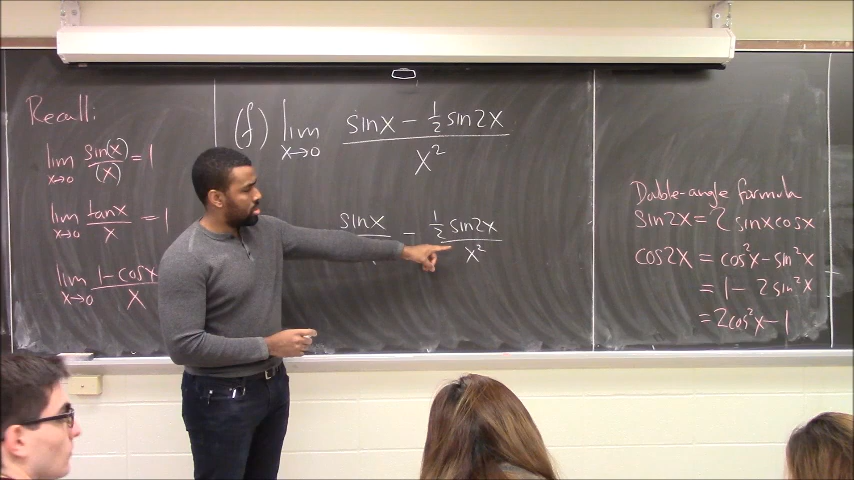 Recall:
lim x→0 sin(x)/(x) = 1
lim x→0 tanx/x = 1
lim x→0 1-cosx/x
(f) lim x→0 sinx - 1/2 sin2x / x²
sinx - 1/2 sin2x / x²
Double-angle formula
sin2x = 2 sinxcosx
cos2x = cos²x - sin²x
= 1 - 2 sin²x
= 2cos²x - 1